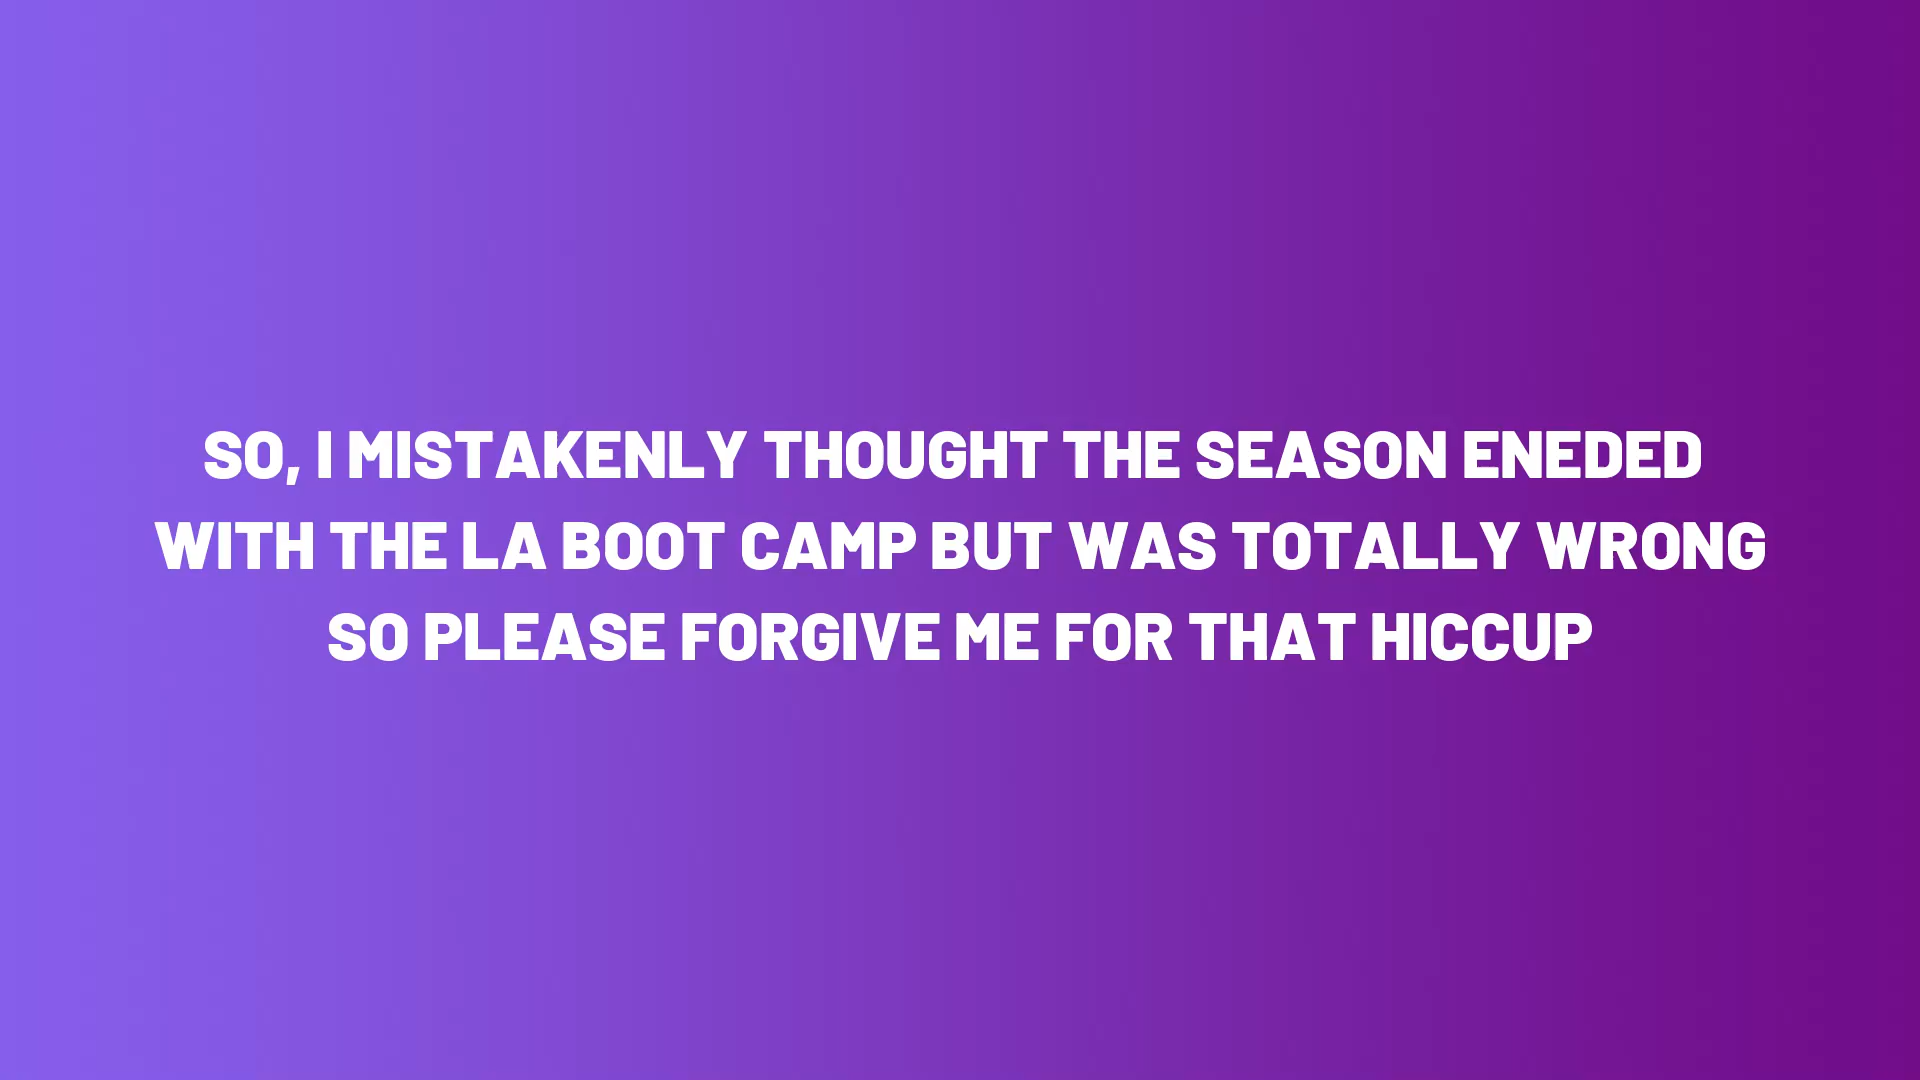 SO, I MISTAKENLY THOUGHT THE SEASON ENEDED
WITH THE LA BOOT CAMP BUT WAS TOTALLY WRONG
SO PLEASE FORGIVE ME FOR THAT HICCUP